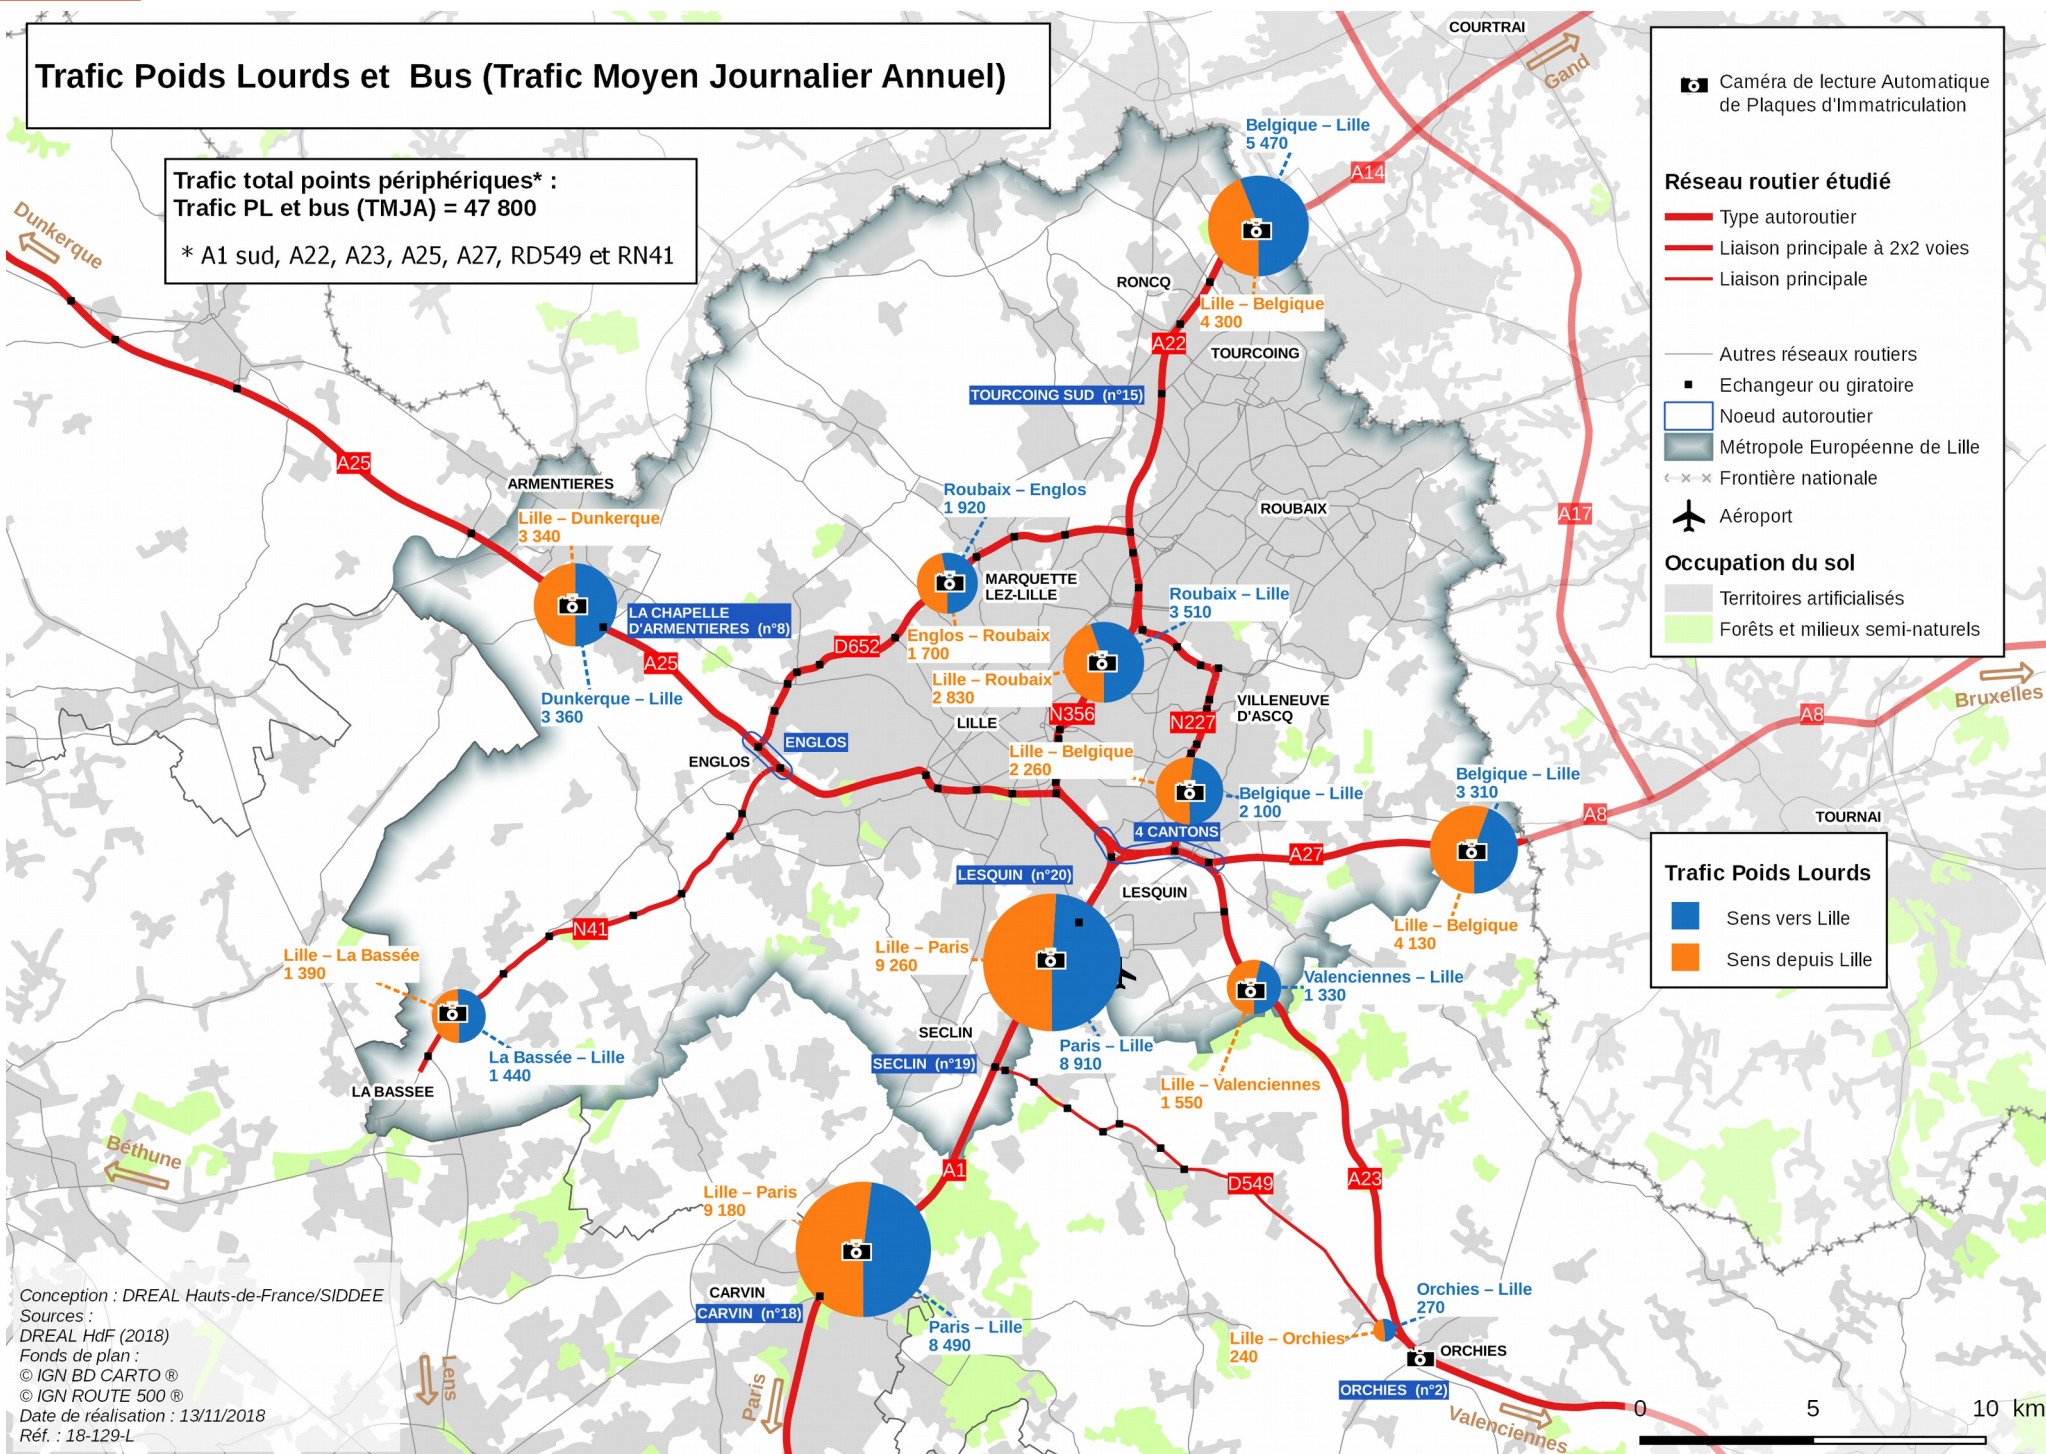 Trafic Poids Lourds et Bus (Trafic Moyen Journalier Annuel)
Trafic total points périphériques* :
Trafic PL et bus (TMJA) = 47 800
* A1 sud, A22, A23, A25, A27, RD549 et RN41
COURTRAI
Gand
A14
Belgique – Lille
5 470
Dunkerque
RONCQ
Lille – Belgique
4 300
A22
TOURCOING
TOURCOING SUD (n°15)
A25
ARMENTIERES
Lille – Dunkerque
3 340
Roubaix – Englos
1 920
ROUBAIX
A17
MARQUETTE
LEZ-LILLE
Roubaix – Lille
3 510
LA CHAPELLE
D'ARMENTIERES (n°8)
Englos – Roubaix
1 700
D652
A25
Lille – Roubaix
2 830
Dunkerque – Lille
3 360
N356
N227
VILLENEUVE
D'ASCQ
LILLE
ENGLOS
ENGLOS
Lille – Belgique
2 260
Belgique – Lille
2 100
Belgique – Lille
3 310
A8
Bruxelles
A8
TOURNAI
4 CANTONS
A27
LESQUIN (n°20)
LESQUIN
Lille – Belgique
4 130
N41
Lille – La Bassée
1 390
Lille – Paris
9 260
Valenciennes – Lille
1 330
La Bassée – Lille
1 440
SECLIN
SECLIN (n°19)
Paris – Lille
8 910
Lille – Valenciennes
1 550
LA BASSEE
Béthune
A1
D549
A23
Lille – Paris
9 180
CARVIN
CARVIN (n°18)
Paris – Lille
8 490
Orchies – Lille
270
Lille – Orchies
240
ORCHIES
ORCHIES (n°2)
Lens
Paris
Valenciennes
Caméra de lecture Automatique
de Plaques d'Immatriculation
Réseau routier étudié
Type autoroutier
Liaison principale à 2x2 voies
Liaison principale
Autres réseaux routiers
Echangeur ou giratoire
Noeud autoroutier
Métropole Européenne de Lille
Frontière nationale
Aéroport
Occupation du sol
Territoires artificialisés
Forêts et milieux semi-naturels
Trafic Poids Lourds
Sens vers Lille
Sens depuis Lille
Conception : DREAL Hauts-de-France/SIDDEE
Sources :
DREAL HdF (2018)
Fonds de plan :
© IGN BD CARTO ®
© IGN ROUTE 500 ®
Date de réalisation : 13/11/2018
Réf. : 18-129-L
0 5 10 km